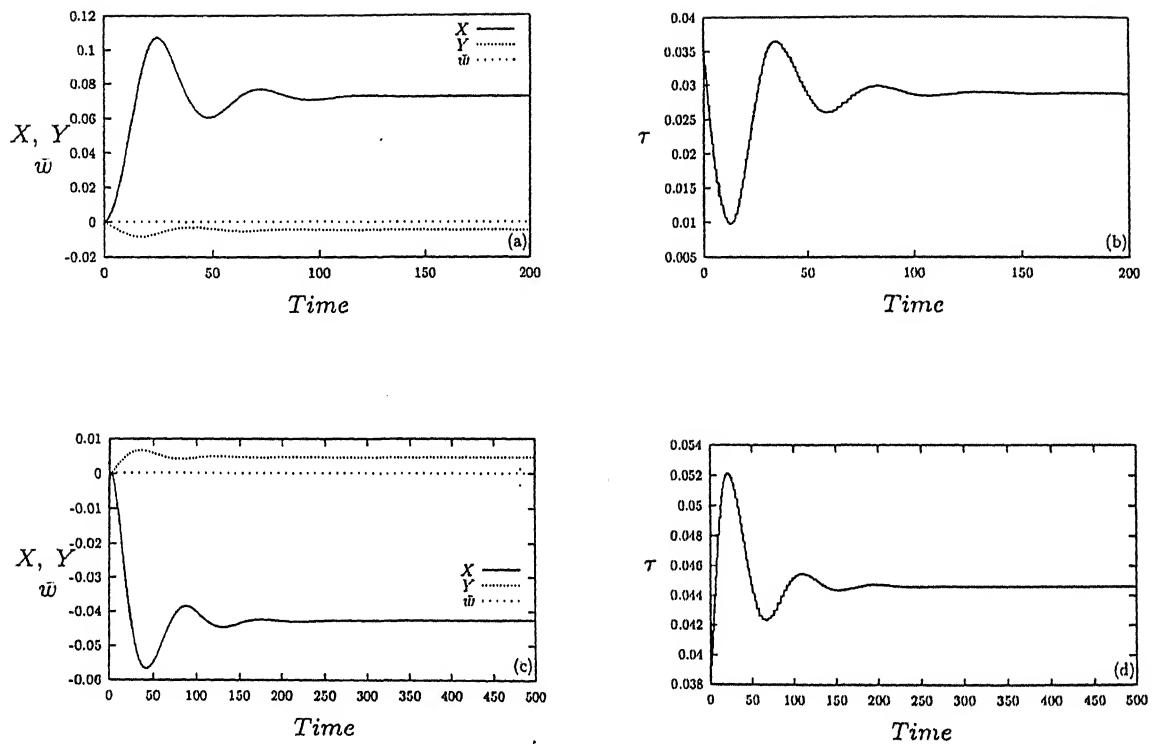 0.12
0.1
0.08
0.06
0.04
0.02
0
-0.02
X, Y
w̄
X
Y
w̄
(a)
0 50 100 150 200
Time
0.04
0.035
0.03
0.025
0.02
0.015
0.01
0.005
τ
(b)
0 50 100 150 200
Time
0.01
0
-0.01
-0.02
-0.03
-0.04
-0.05
-0.06
X, Y
w̄
X
Y
w̄
(c)
0 50 100 150 200 250 300 350 400 450 500
Time
0.054
0.052
0.05
0.048
0.046
0.044
0.042
0.04
0.038
τ
(d)
0 50 100 150 200 250 300 350 400 450 500
Time